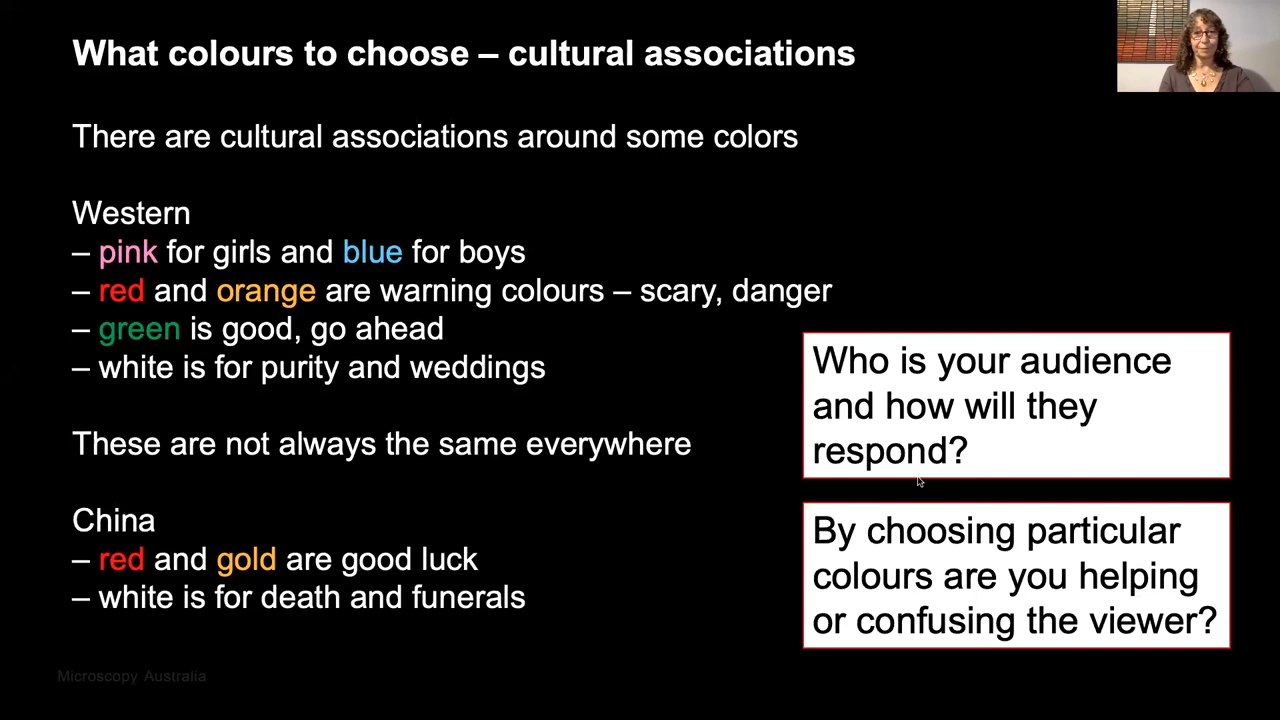 What colours to choose – cultural associations
There are cultural associations around some colors
Western
– pink for girls and blue for boys
– red and orange are warning colours – scary, danger
– green is good, go ahead
– white is for purity and weddings
These are not always the same everywhere
China
– red and gold are good luck
– white is for death and funerals
Who is your audience
and how will they
respond?
By choosing particular
colours are you helping
or confusing the viewer?
Microscopy Australia